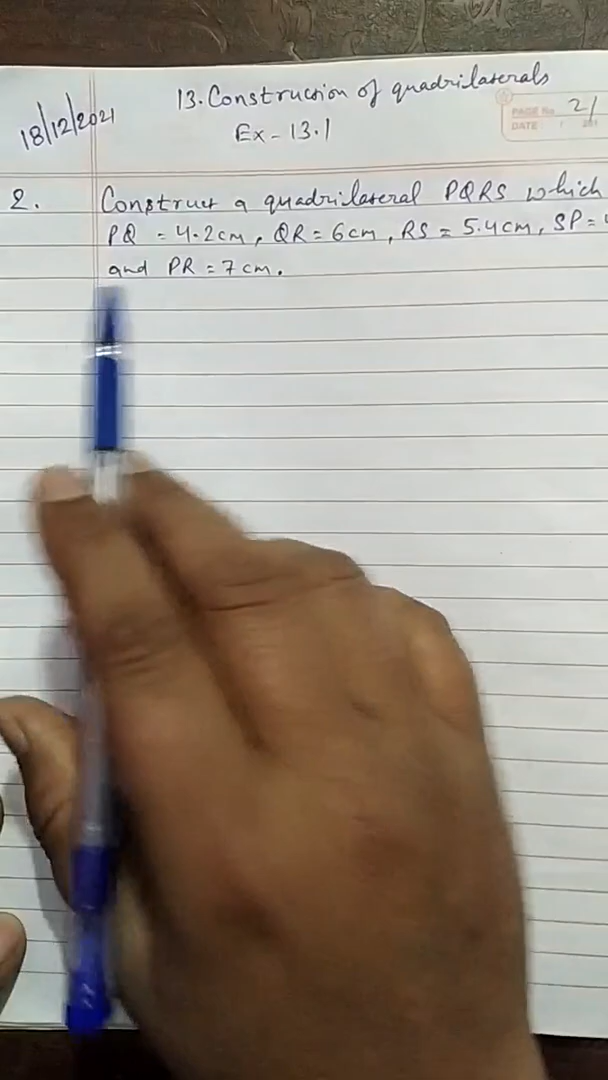 18/12/2021
13. Construction of quadrilaterals
Ex - 13.1
PAGE No. 2/
DATE
2. Construct a quadrilateral PQRS which
PQ = 4.2cm, QR = 6cm, RS = 5.4cm, SP =
and PR = 7cm.